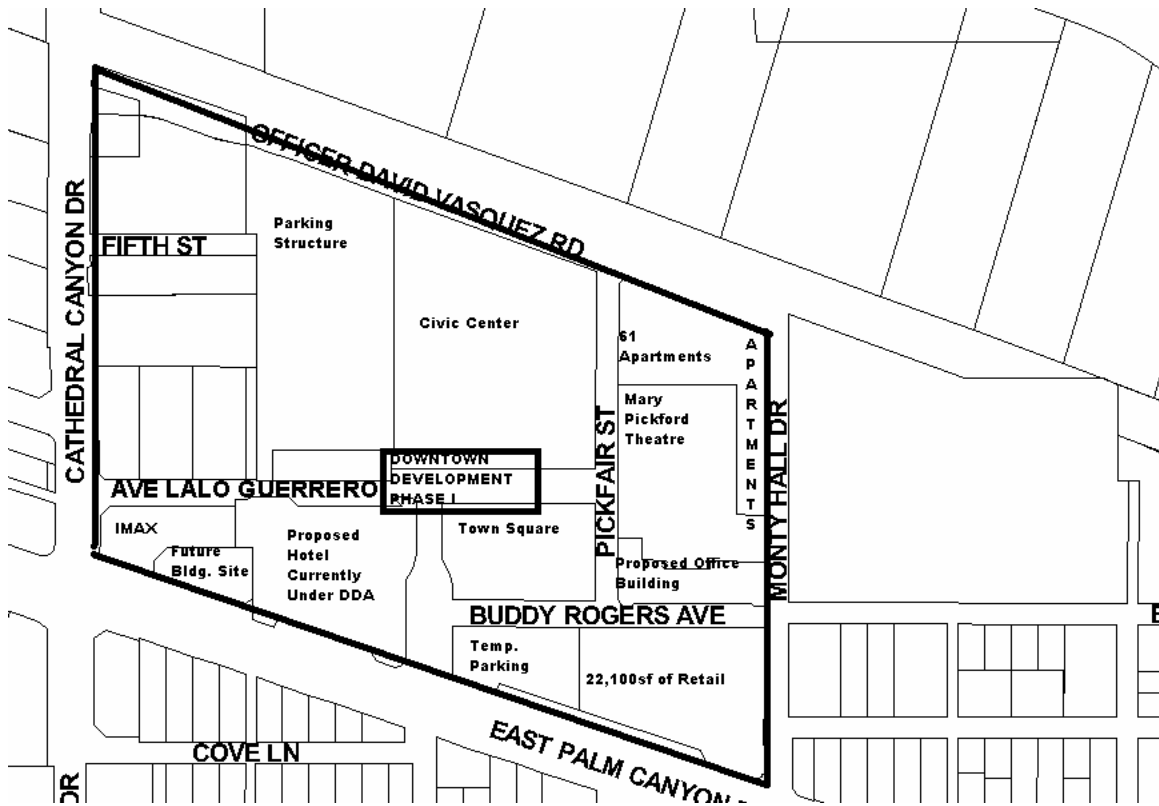 OFFICER DAVID VASQUEZ RD
CATHEDRAL CANYON DR
FIFTH ST
Parking
Structure
Civic Center
61
Apartments
APARTMENTS
Mary
Pickford
Theatre
PICKFAIR ST
MONTY HALL DR
DOWNTOWN
DEVELOPMENT
PHASE I
AVE LALO GUERRERO
IMAX
Future
Bldg. Site
Proposed
Hotel
Currently
Under DDA
Town Square
Proposed Office
Building
BUDDY ROGERS AVE
Temp.
Parking
22,100sf of Retail
EAST PALM CANYON
COVE LN
DR